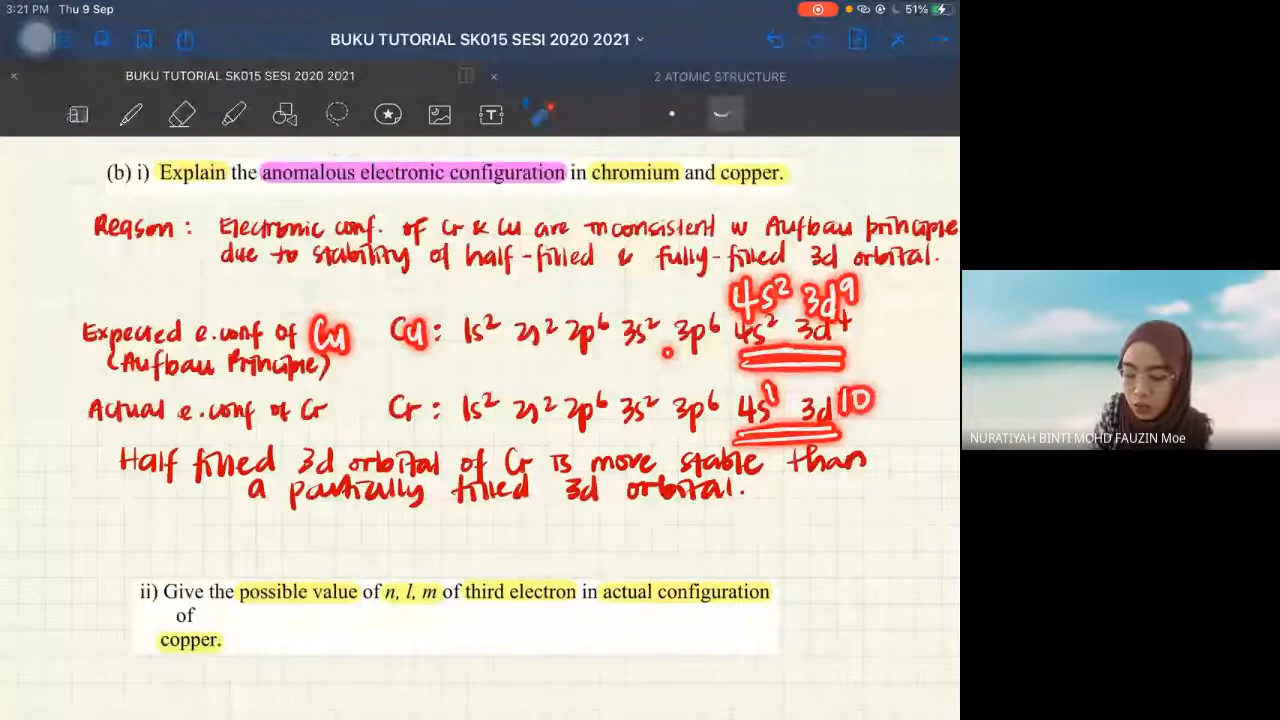 3:21 PM Thu 9 Sep
51%
BUKU TUTORIAL SK015 SESI 2020 2021
BUKU TUTORIAL SK015 SESI 2020 2021
2 ATOMIC STRUCTURE
(b) i) Explain the anomalous electronic configuration in chromium and copper.
Reason : Electronic conf. of Cr & Cu are inconsistent w Aufbau principle
due to stability of half-filled & fully-filled 3d orbital.
4s² 3d⁹
Expected e.conf of Cu Cu : 1s² 2s² 2p⁶ 3s² 3p⁶ 4s² 3d⁴
(Aufbau Principle)
Actual e.conf of Cr Cr : 1s² 2s² 2p⁶ 3s² 3p⁶ 4s¹ 3d¹⁰
Half filled 3d orbital of Cr is more stable than
a partially filled 3d orbital.
ii) Give the possible value of n, l, m of third electron in actual configuration
of
copper.
NURATIYAH BINTI MOHD FAUZIN Moe